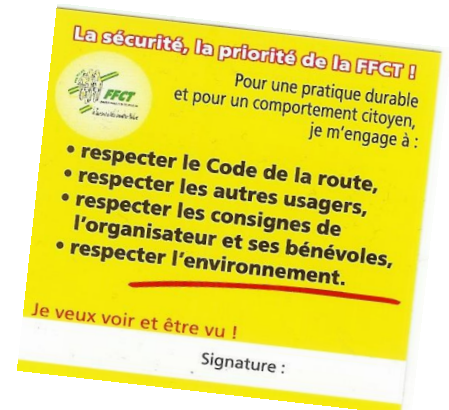 La sécurité, la priorité de la FFCT !
FFCT
Pour une pratique durable
et pour un comportement citoyen,
je m'engage à :
• respecter le Code de la route,
• respecter les autres usagers,
• respecter les consignes de
l'organisateur et ses bénévoles,
• respecter l'environnement.
Je veux voir et être vu !
Signature :